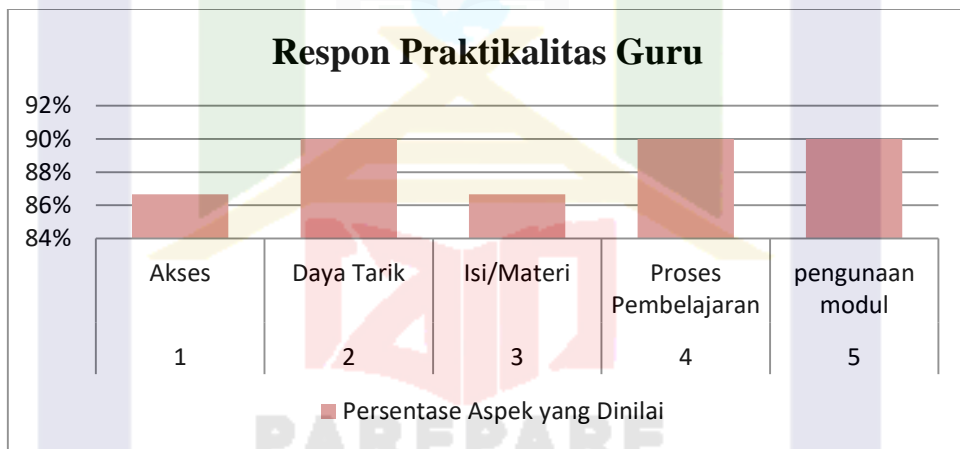 Respon Praktikalitas Guru
92%
90%
88%
86%
84%
Akses
Daya Tarik
Isi/Materi
Proses
Pembelajaran
pengunaan
modul
1
2
3
4
5
Persentase Aspek yang Dinilai
PAREPARE